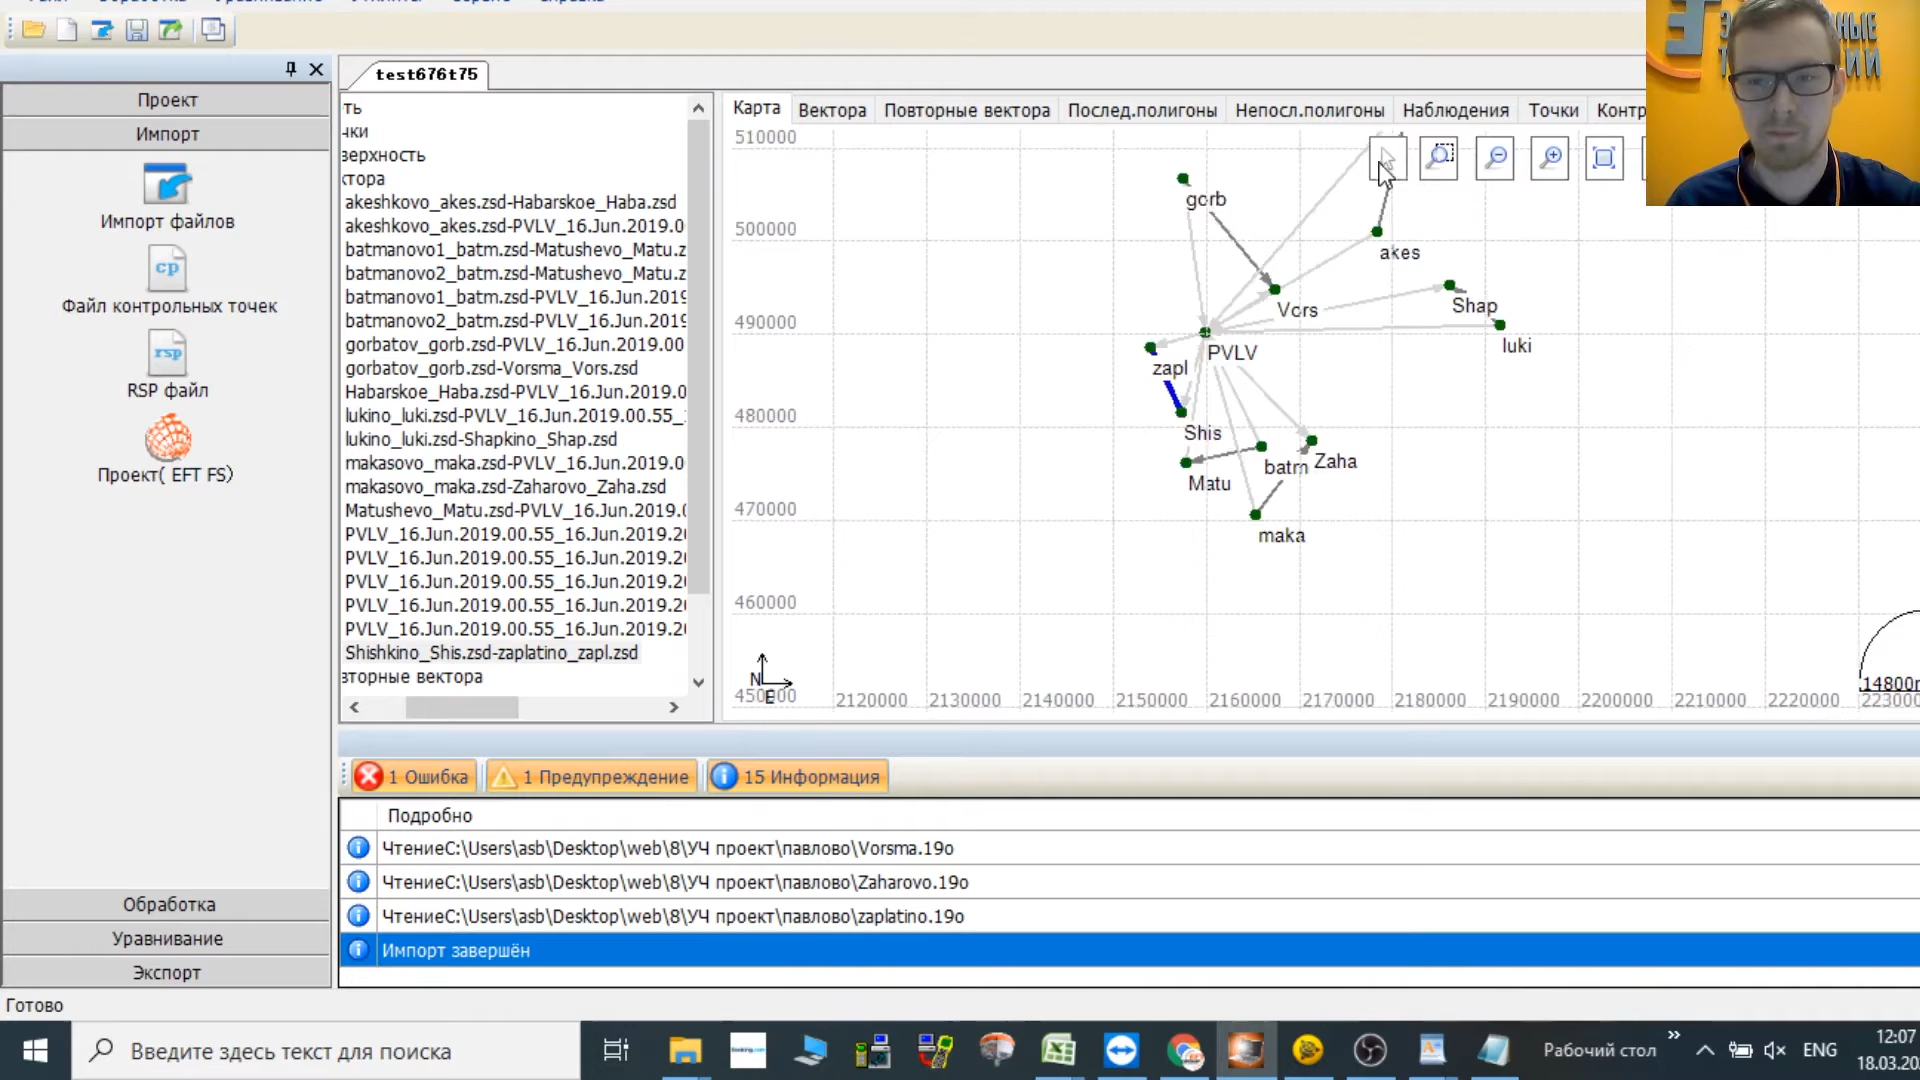 test676t75
Проект
Импорт
Импорт файлов
cp
Файл контрольных точек
rsp
RSP файл
Проект( EFT FS)
Обработка
Уравнивание
Экспорт
Готово
ть
чки
верхность
ктора
akeshkovo_akes.zsd-Habarskoe_Haba.zsd
akeshkovo_akes.zsd-PVLV_16.Jun.2019.0
batmanovo1_batm.zsd-Matushevo_Matu.z
batmanovo2_batm.zsd-Matushevo_Matu.z
batmanovo1_batm.zsd-PVLV_16.Jun.2019
batmanovo2_batm.zsd-PVLV_16.Jun.2019
gorbatov_gorb.zsd-PVLV_16.Jun.2019.00
gorbatov_gorb.zsd-Vorsma_Vors.zsd
Habarskoe_Haba.zsd-PVLV_16.Jun.2019.0
lukino_luki.zsd-PVLV_16.Jun.2019.00.55_
lukino_luki.zsd-Shapkino_Shap.zsd
makasovo_maka.zsd-PVLV_16.Jun.2019.0
makasovo_maka.zsd-Zaharovo_Zaha.zsd
Matushevo_Matu.zsd-PVLV_16.Jun.2019.(
PVLV_16.Jun.2019.00.55_16.Jun.2019.2
PVLV_16.Jun.2019.00.55_16.Jun.2019.2
PVLV_16.Jun.2019.00.55_16.Jun.2019.2
PVLV_16.Jun.2019.00.55_16.Jun.2019.2
PVLV_16.Jun.2019.00.55_16.Jun.2019.2
Shishkino_Shis.zsd-zaplatino_zapl.zsd
вторные вектора
Карта Вектора Повторные вектора Послед.полигоны Непосл.полигоны Наблюдения Точки Контр
510000
500000
490000
480000
470000
460000
450000
gorb
akes
Vors
Shap
luki
PVLV
zapl
Shis
batm
Zaha
Matu
maka
N
E
14800m
2120000 2130000 2140000 2150000 2160000 2170000 2180000 2190000 2200000 2210000 2220000 2230000
1 Ошибка 1 Предупреждение 15 Информация
Подробно
ЧтениеC:\Users\asb\Desktop\web\8\УЧ проект\павлово\Vorsma.19o
ЧтениеC:\Users\asb\Desktop\web\8\УЧ проект\павлово\Zaharovo.19o
ЧтениеC:\Users\asb\Desktop\web\8\УЧ проект\павлово\zaplatino.19o
Импорт завершён
Введите здесь текст для поиска
Рабочий стол
ENG
12:07
18.03.20